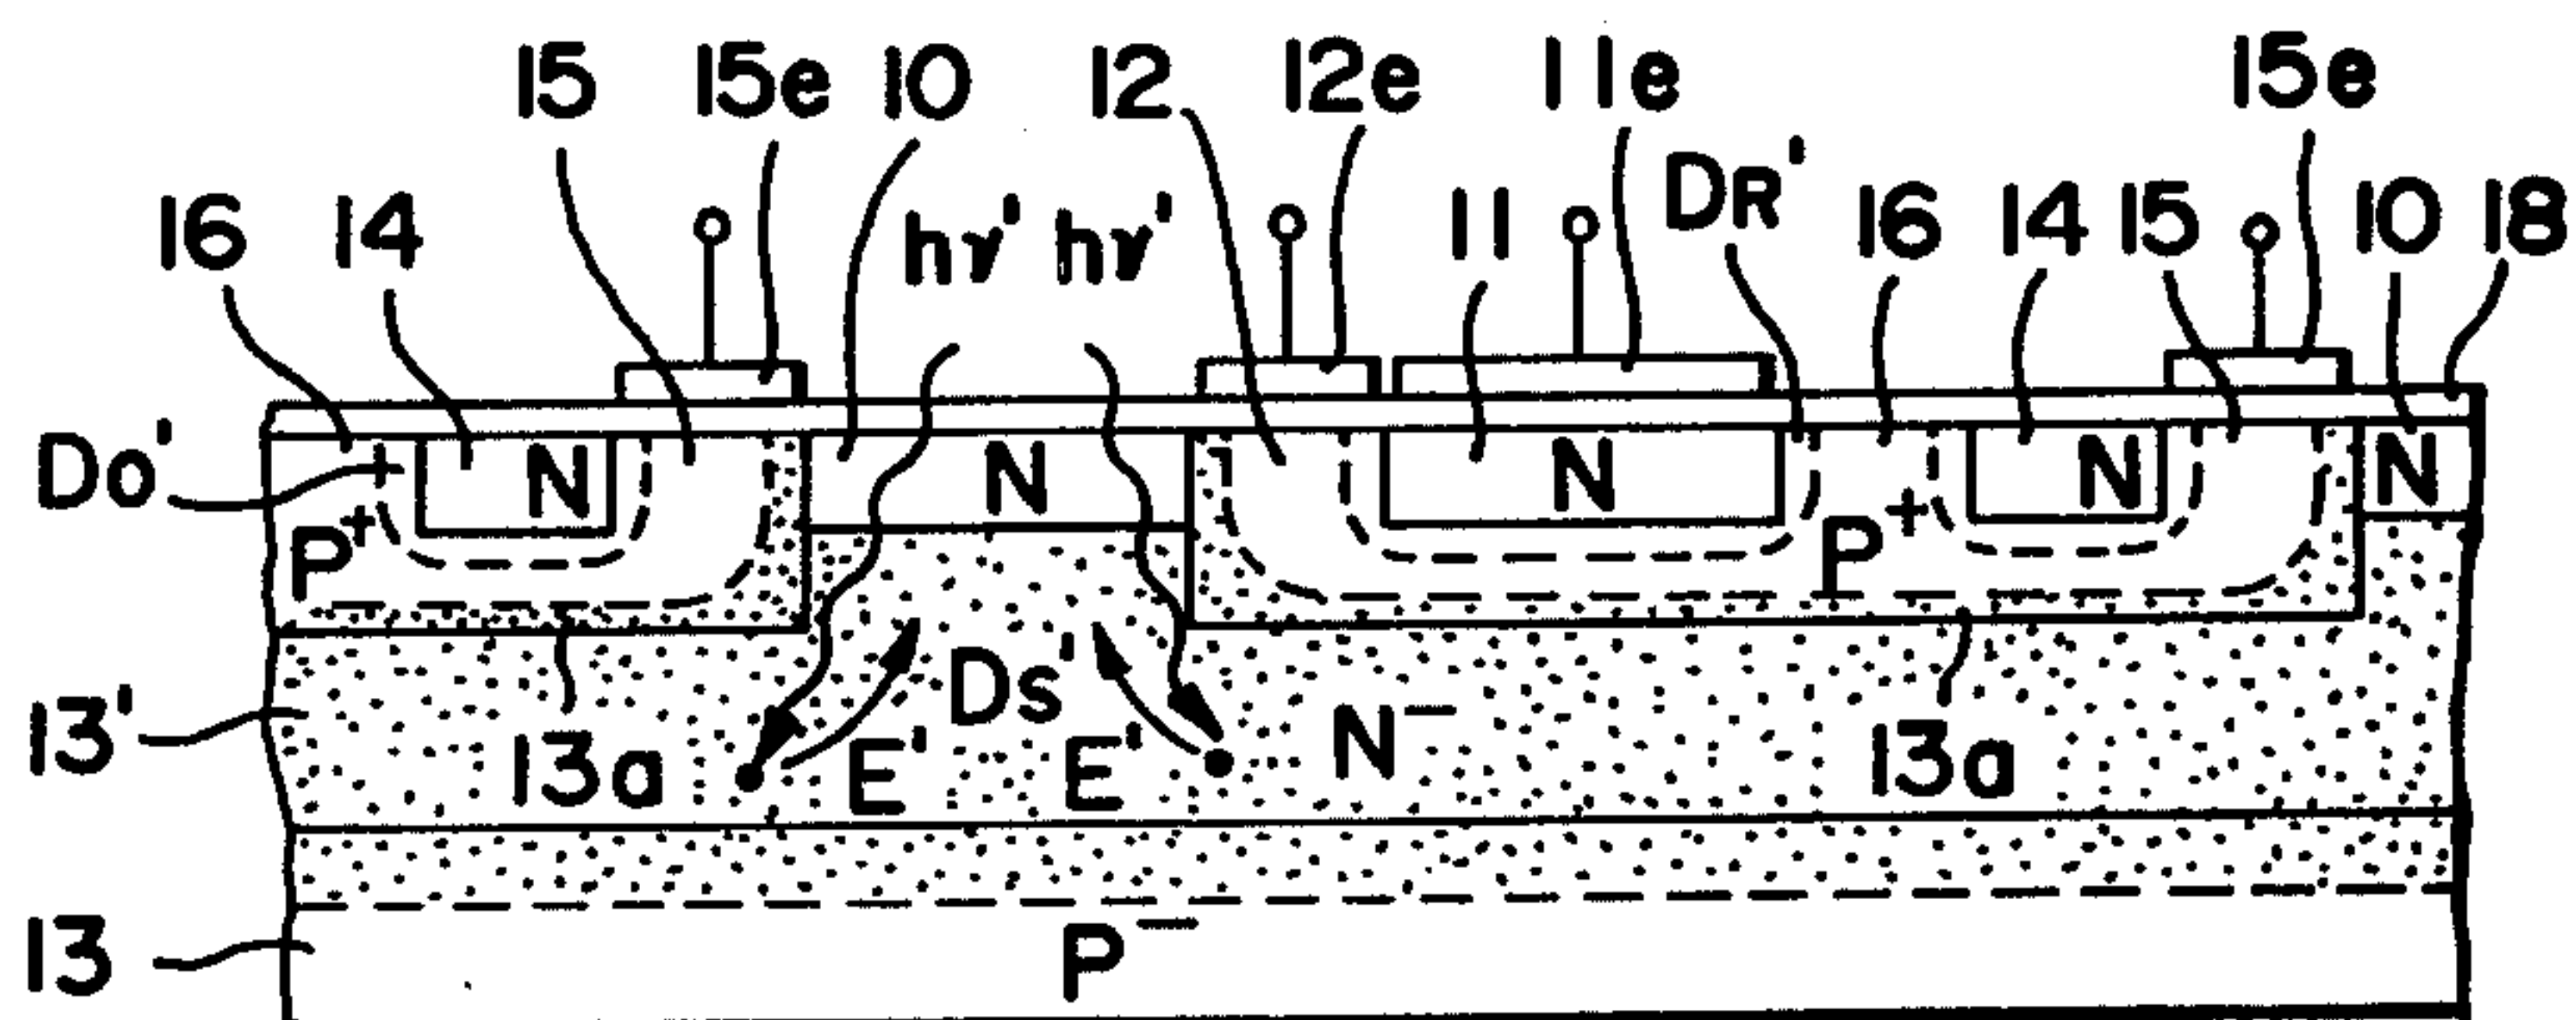 15 15e 10 12 12e 11e 15e
16 14 hν' hν' 11 DR' 16 14 15 10 18
Do' N N N N N
P+ P+
13' Ds'
13a E' E' N− 13a
13 P−